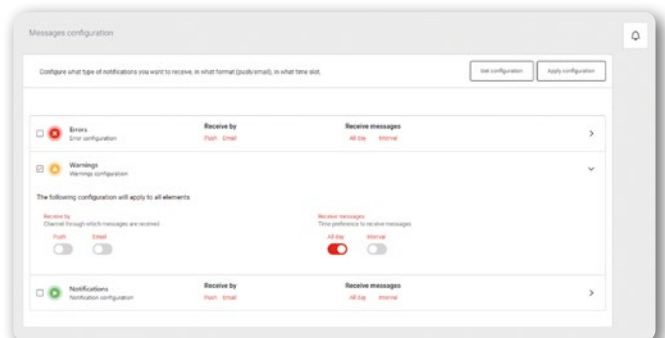 Messages configuration
Configure what type of notifications you want to receive, in what format (push/email), in what time slot.
Get configuration
Apply configuration
Errors
Error configuration
Receive by
Push Email
Receive messages
All day Interval
Warnings
Warnings configuration
The following configuration will apply to all elements
Receive by
Channel through which messages are received
Push Email
Receive messages
Time preference to receive messages
All day Interval
Notifications
Notification configuration
Receive by
Push Email
Receive messages
All day Interval